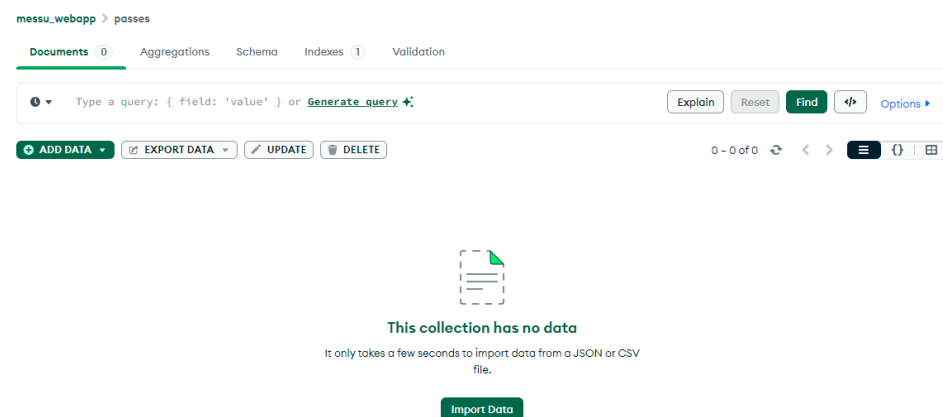 messu_webapp > passes
Documents 0 Aggregations Schema Indexes 1 Validation
Type a query: { field: 'value' } or Generate query
Explain Reset Find </> Options
ADD DATA EXPORT DATA UPDATE DELETE 0 – 0 of 0 {}
This collection has no data
It only takes a few seconds to import data from a JSON or CSV
file.
Import Data